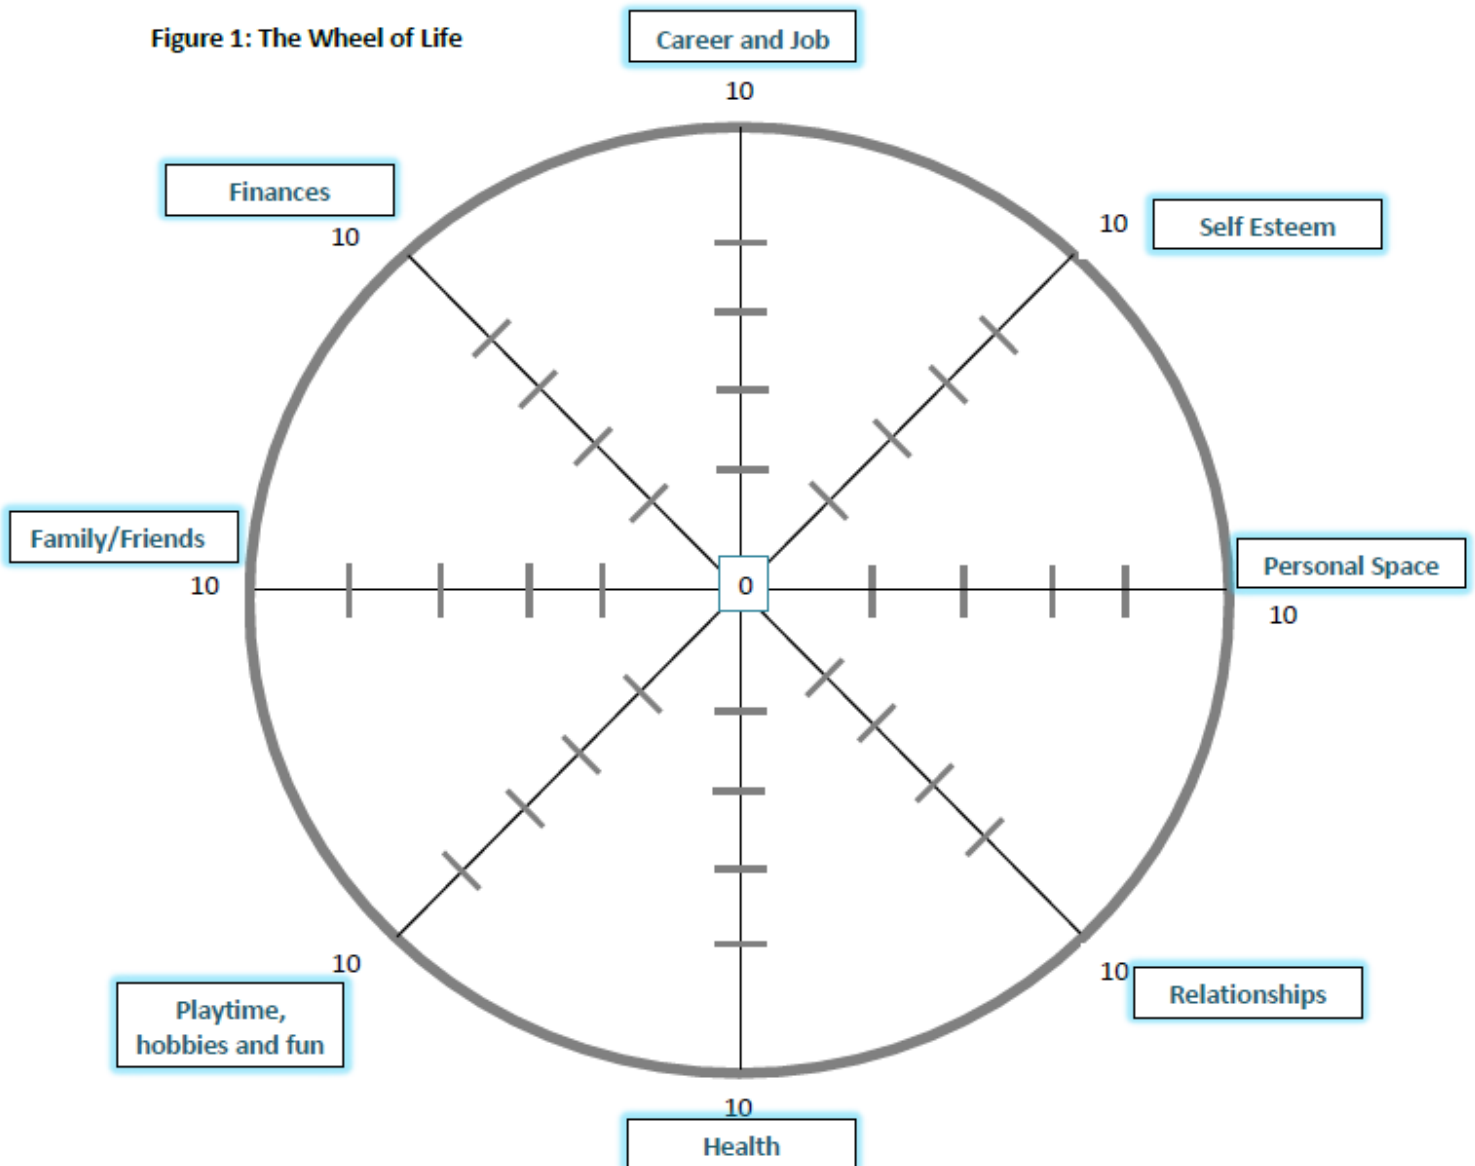 Figure 1: The Wheel of Life
Career and Job
10
Finances
10
10
Self Esteem
Family/Friends
10
0
Personal Space
10
10
Playtime,
hobbies and fun
10
Relationships
10
Health